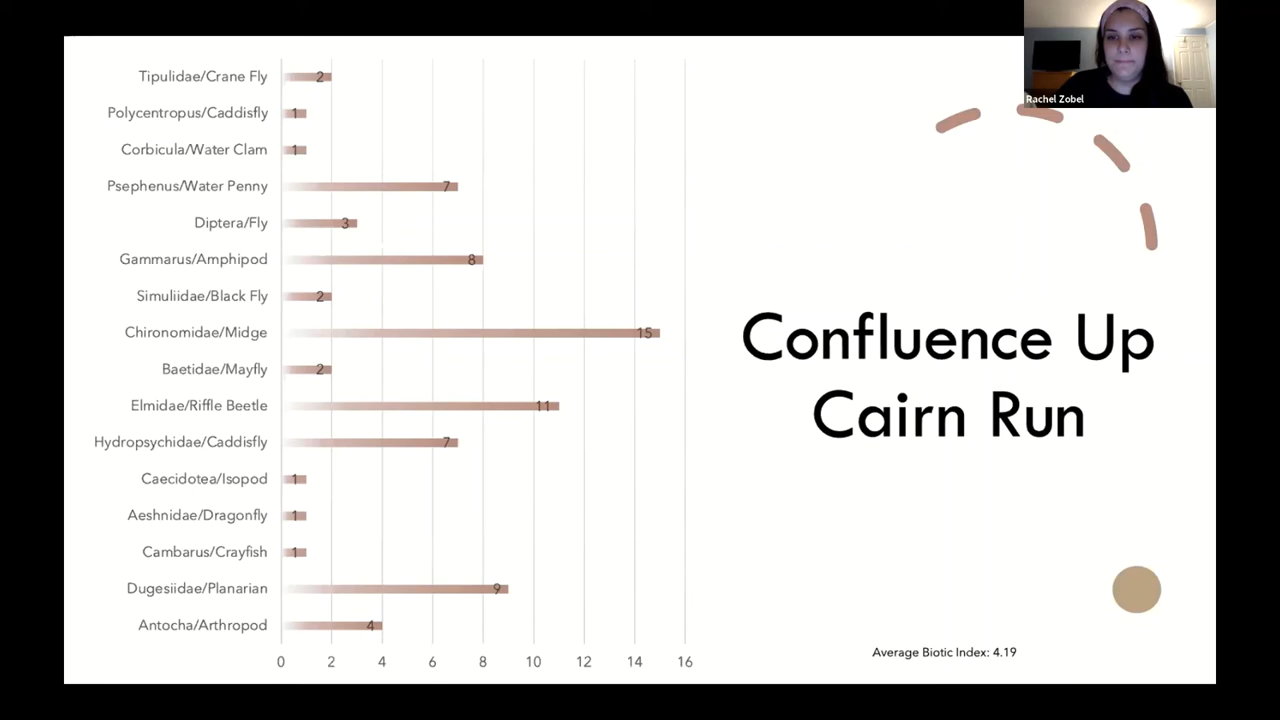 Rachel Zobel
Tipulidae/Crane Fly
2
Polycentropus/Caddisfly
1
Corbicula/Water Clam
1
Psephenus/Water Penny
7
Diptera/Fly
3
Gammarus/Amphipod
8
Simuliidae/Black Fly
2
Chironomidae/Midge
15
Baetidae/Mayfly
2
Elmidae/Riffle Beetle
11
Hydropsychidae/Caddisfly
7
Caecidotea/Isopod
1
Aeshnidae/Dragonfly
1
Cambarus/Crayfish
1
Dugesiidae/Planarian
9
Antocha/Arthropod
4
0 2 4 6 8 10 12 14 16
Confluence Up
Cairn Run
Average Biotic Index: 4.19